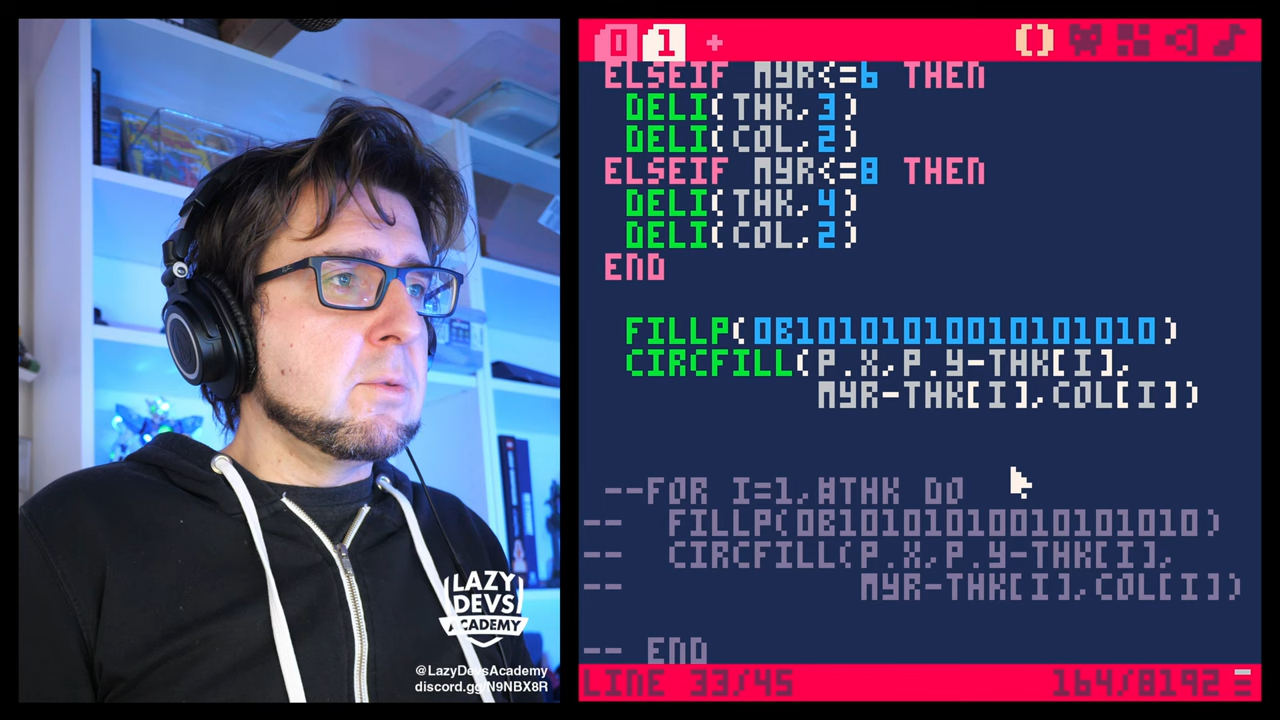 LAZY
DEVS
ACADEMY
@LazyDevsAcademy
discord.gg/N9NBX8R
0 1 +
ELSEIF MYR<=6 THEN
DELI(THK,3)
DELI(COL,2)
ELSEIF MYR<=8 THEN
DELI(THK,4)
DELI(COL,2)
END
FILLP(0B1010101001010101010)
CIRCFILL(P.X,P.Y-THK[I],
MYR-THK[I],COL[I])
--FOR I=1,#THK DO
-- FILLP(0B1010101001010101010)
-- CIRCFILL(P.X,P.Y-THK[I],
-- MYR-THK[I],COL[I])
-- END
LINE 33/45
164/8192